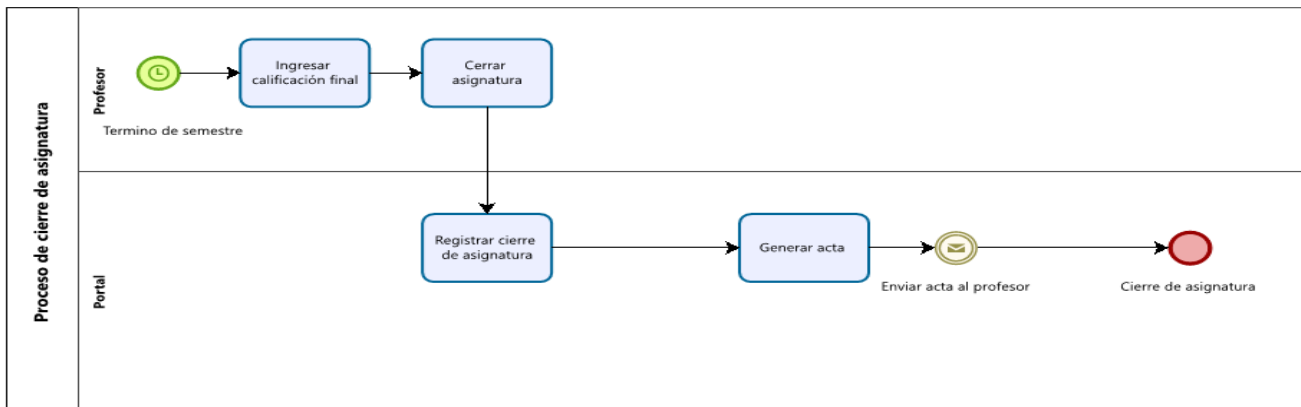 Proceso de cierre de asignatura
Profesor
Termino de semestre
Ingresar
calificación final
Cerrar
asignatura
Portal
Registrar cierre
de asignatura
Generar acta
Enviar acta al profesor
Cierre de asignatura